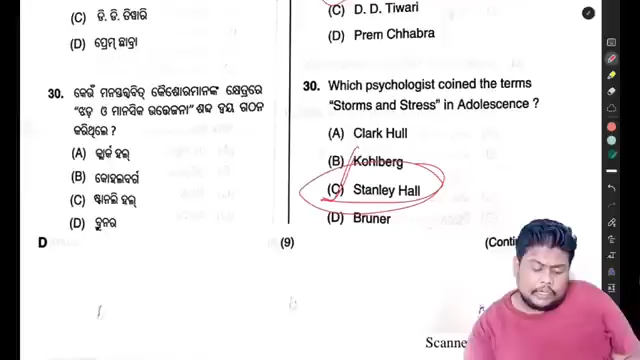 (C) ଡି. ଡି. ତିୱାରି
(D) ପ୍ରେମ୍ ଛାବ୍ରା
30. କେଉଁ ମନସ୍ତତ୍ତ୍ୱବିଦ୍ କୈଶୋରମାନଙ୍କ କ୍ଷେତ୍ରରେ
“ଝଡ଼ ଓ ମାନସିକ ଉତ୍ତେଜନା” ଶବ୍ଦ ଦ୍ୱୟ ଗଠନ
କରିଥିଲେ ?
(A) କ୍ଲାର୍କ ହଲ୍
(B) କୋହଲବର୍ଗ
(C) ଷ୍ଟାନଲି ହଲ୍
(D) ବ୍ରୁନର
D
(C) D. D. Tiwari
(D) Prem Chhabra
30. Which psychologist coined the terms
“Storms and Stress” in Adolescence ?
(A) Clark Hull
(B) Kohlberg
(C) Stanley Hall
(D) Bruner
(9)
(Contin
Scanne